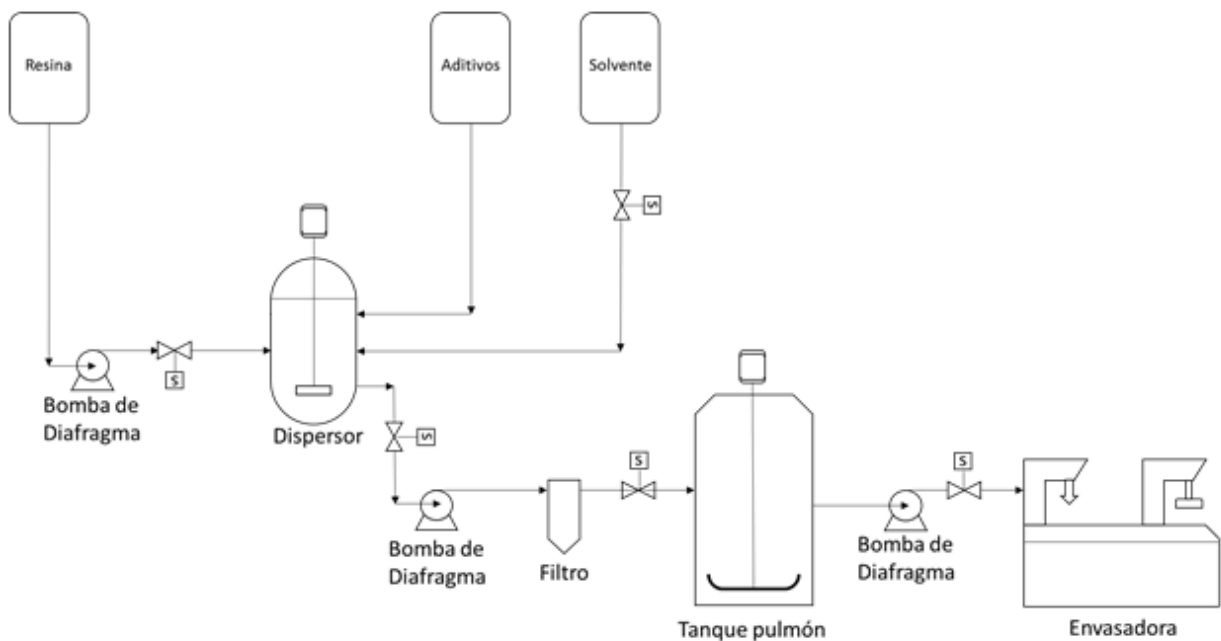 Resina
Aditivos
Solvente
S
S
Bomba de
Diafragma
Dispersor
S
S
S
Bomba de
Diafragma
Filtro
Tanque pulmón
Bomba de
Diafragma
Envasadora